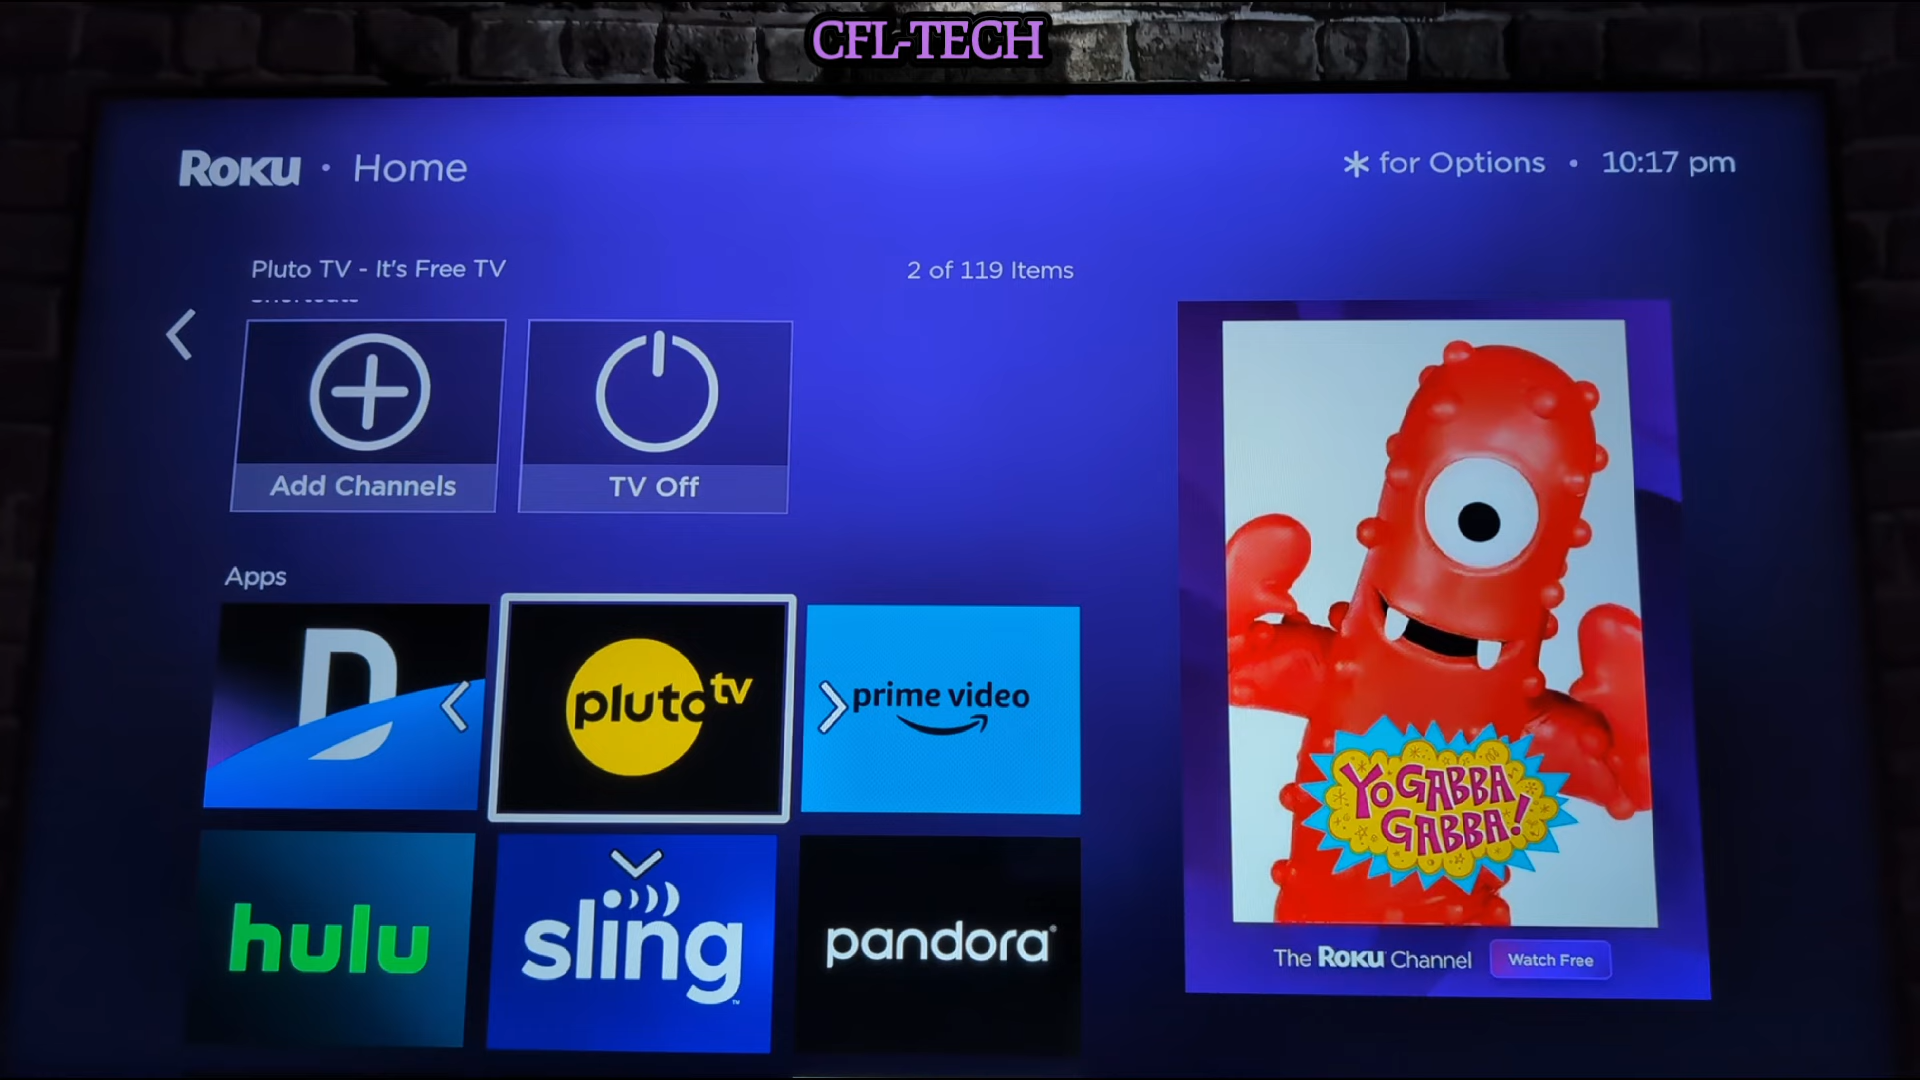 CFL-TECH
Roku · Home
* for Options · 10:17 pm
Pluto TV - It's Free TV
2 of 119 Items
Shortcuts
Add Channels
TV Off
Apps
D
pluto tv
prime video
hulu
sling
pandora
YO GABBA
GABBA!
The Roku Channel
Watch Free